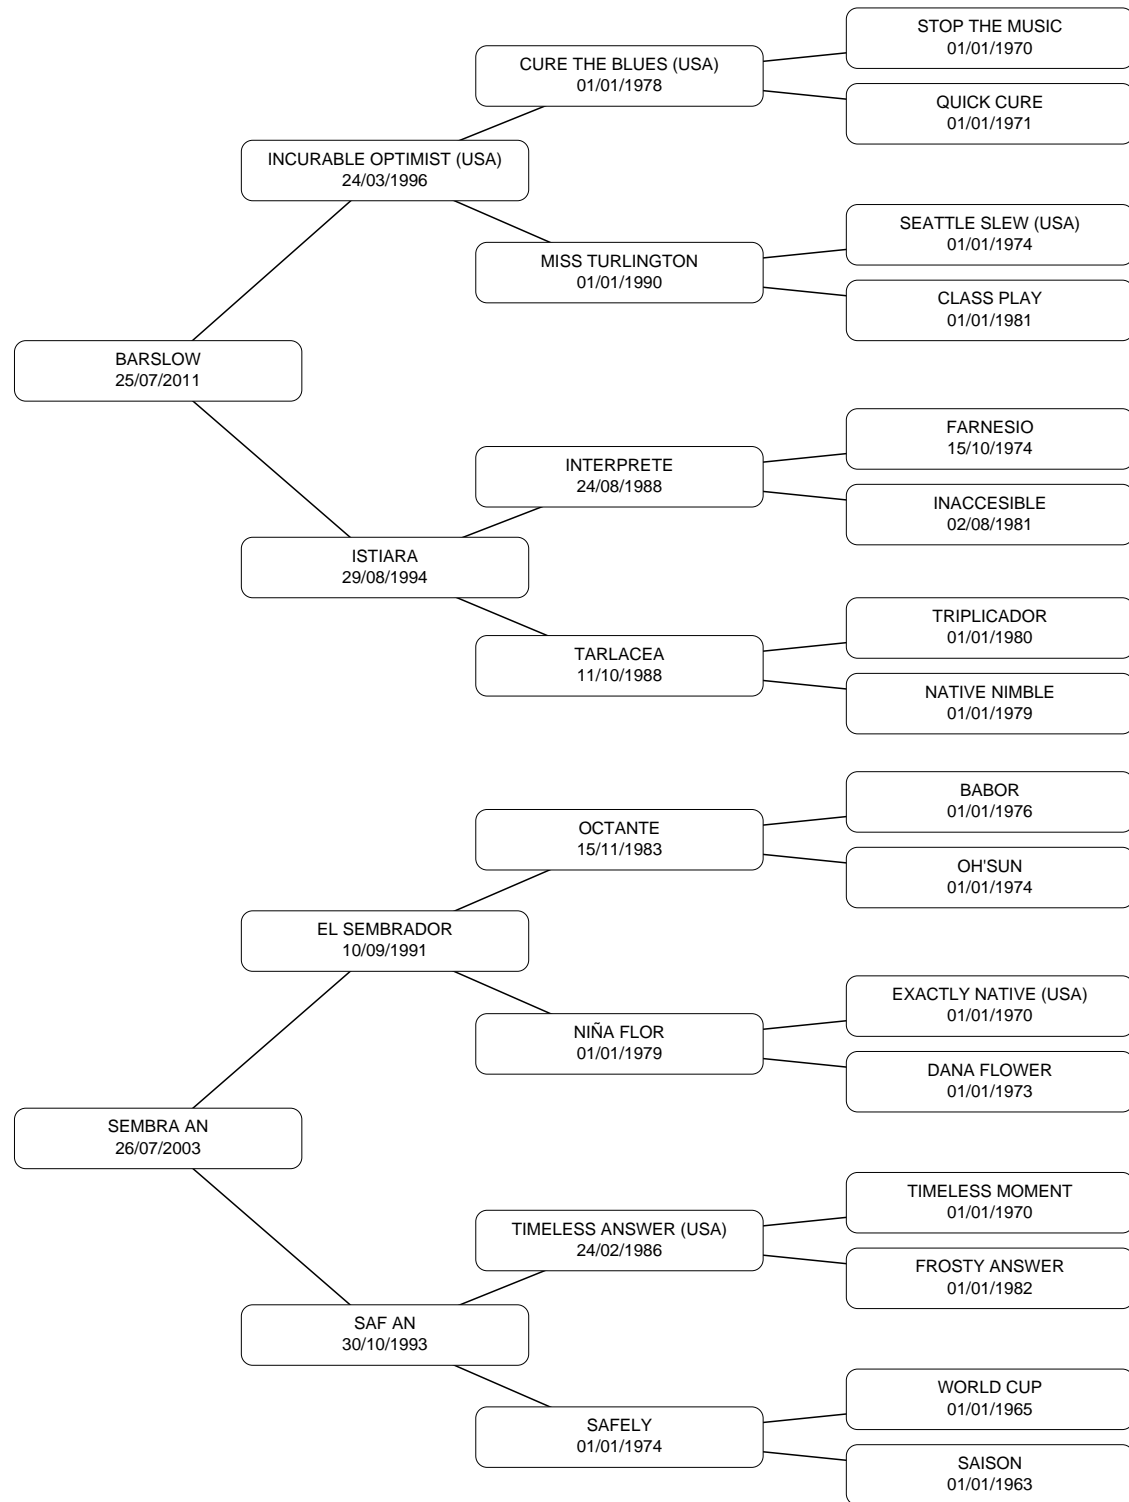 STOP THE MUSIC
01/01/1970
CURE THE BLUES (USA)
01/01/1978
QUICK CURE
01/01/1971
INCURABLE OPTIMIST (USA)
24/03/1996
SEATTLE SLEW (USA)
01/01/1974
MISS TURLINGTON
01/01/1990
CLASS PLAY
01/01/1981
BARSLOW
25/07/2011
FARNESIO
15/10/1974
INTERPRETE
24/08/1988
INACCESIBLE
02/08/1981
ISTIARA
29/08/1994
TRIPLICADOR
01/01/1980
TARLACEA
11/10/1988
NATIVE NIMBLE
01/01/1979
BABOR
01/01/1976
OCTANTE
15/11/1983
OH'SUN
01/01/1974
EL SEMBRADOR
10/09/1991
EXACTLY NATIVE (USA)
01/01/1970
NIÑA FLOR
01/01/1979
DANA FLOWER
01/01/1973
SEMBRA AN
26/07/2003
TIMELESS MOMENT
01/01/1970
TIMELESS ANSWER (USA)
24/02/1986
FROSTY ANSWER
01/01/1982
SAF AN
30/10/1993
WORLD CUP
01/01/1965
SAFELY
01/01/1974
SAISON
01/01/1963